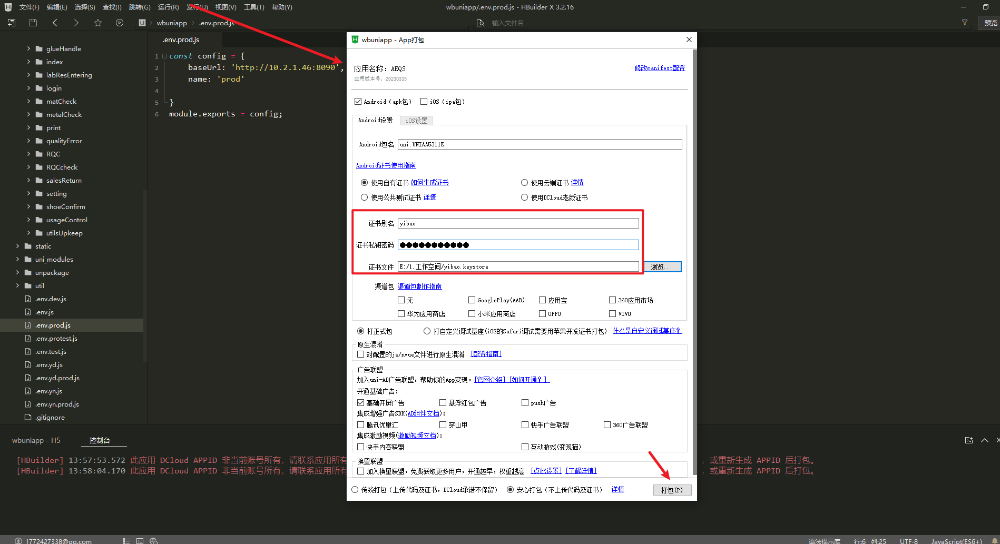 文件(F) 编辑(E) 选择(S) 查找(I) 跳转(G) 运行(R) 发行(U) 视图(V) 工具(T) 帮助(Y)
wbuniapp/.env.prod.js - HBuilder X 3.2.16
wbuniapp .env.prod.js
输入文件名
预览
glueHandle
index
labResEntering
login
matCheck
metalCheck
print
qualityError
RQC
RQCcheck
salesReturn
setting
shoeConfirm
usageControl
utilsUpkeep
static
uni_modules
unpackage
util
.env.dev.js
.env.js
.env.prod.js
.env.protest.js
.env.test.js
.env.yd.js
.env.yd.prod.js
.env.yn.js
.env.yn.prod.js
.gitignore
.env.prod.js
1 const config = {
2 baseUrl: 'http://10.2.1.46:8090',
3 name: 'prod'
4
5 }
6 module.exports = config;
wbuniapp - App打包
应用名称: AEQS
修改manifest配置
应用版本号: 20230335
Android (apk包) iOS (ipa包)
Android设置 iOS设置
Android包名 uni.UNIAA5311E
Android证书使用指南
使用自有证书 如何生成证书 使用云端证书 详情
使用公共测试证书 详情 使用DCloud老版证书
证书别名 yibao
证书私钥密码 ●●●●●●●●●●●
证书文件 E:/1.工作空间/yibao.keystore 浏览...
渠道包 渠道包制作指南
无 GooglePlay(AAB) 应用宝 360应用市场
华为应用商店 小米应用商店 OPPO VIVO
打正式包 打自定义调试基座(iOS的Safari调试需要用苹果开发证书打包) 什么是自定义调试基座?
原生混淆
对配置的js/nvue文件进行原生混淆 [配置指南]
广告联盟
加入uni-AD广告联盟，帮助你的App变现。[官网介绍] [如何开通？]
开通基础广告:
基础开屏广告 悬浮红包广告 push广告
集成增强广告SDK(AD组件文档):
腾讯优量汇 穿山甲 快手广告联盟 360广告联盟
集成激励视频(激励视频文档):
快手内容联盟 互动游戏(变现猫)
换量联盟
加入换量联盟，免费获取更多用户，开通越早，权重越高 [点此设置] [了解详情]
传统打包 (上传代码及证书，DCloud承诺不保留) 安心打包 (不上传代码及证书) 详情 打包(P)
wbuniapp - H5 控制台
[HBuilder] 13:57:53.572 此应用 DCloud APPID 非当前账号所有，请联系应用所有 ，或重新生成 APPID 后打包。
[HBuilder] 13:58:04.170 此应用 DCloud APPID 非当前账号所有，请联系应用所有 ，或重新生成 APPID 后打包。
1772427338@qq.com
语法提示库 行:6 列:25 UTF-8 JavaScript(ES6+)